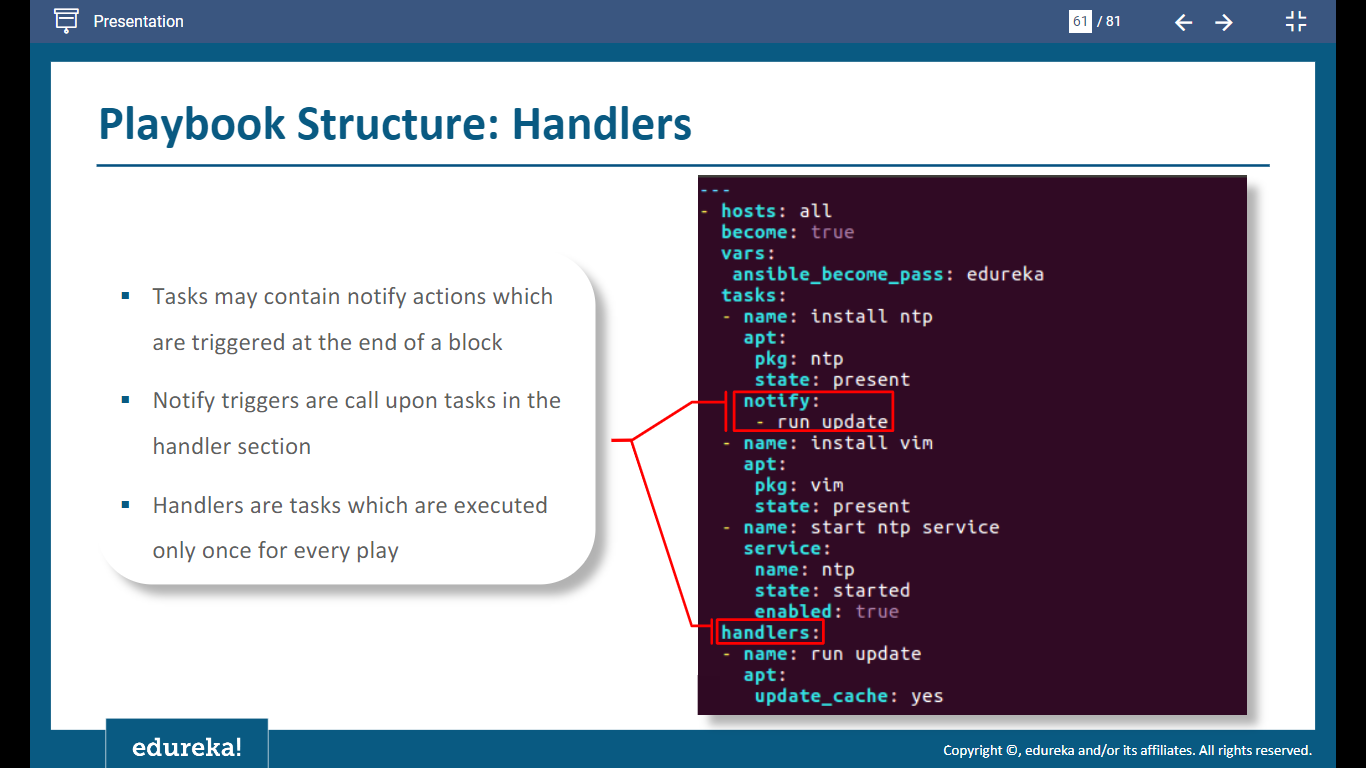 Presentation
61 / 81
Playbook Structure: Handlers
▪ Tasks may contain notify actions which
are triggered at the end of a block
▪ Notify triggers are call upon tasks in the
handler section
▪ Handlers are tasks which are executed
only once for every play
---
- hosts: all
  become: true
  vars:
   ansible_become_pass: edureka
  tasks:
  - name: install ntp
    apt:
     pkg: ntp
     state: present
    notify:
     - run update
  - name: install vim
    apt:
     pkg: vim
     state: present
  - name: start ntp service
    service:
     name: ntp
     state: started
     enabled: true
  handlers:
  - name: run update
    apt:
     update_cache: yes
edureka!
Copyright ©, edureka and/or its affiliates. All rights reserved.